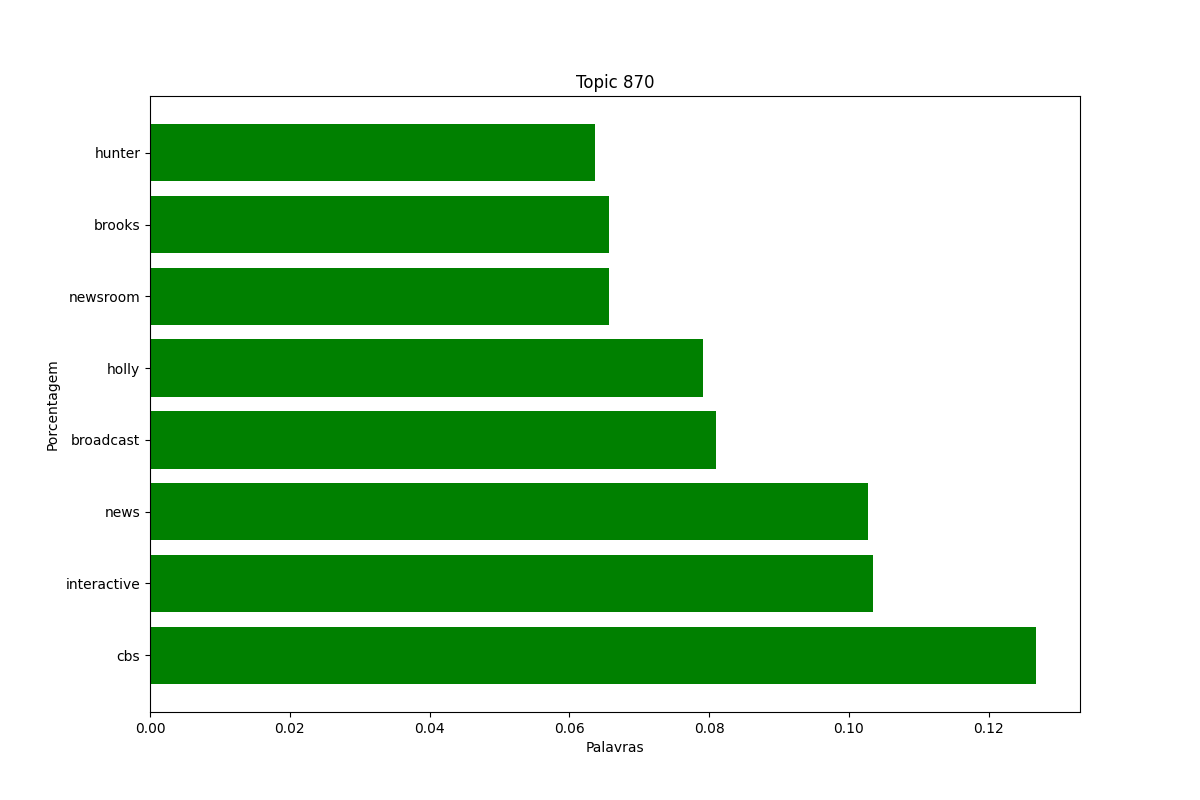 Topic 870
Porcentagem
hunter
brooks
newsroom
holly
broadcast
news
interactive
cbs
0.00 0.02 0.04 0.06 0.08 0.10 0.12
Palavras